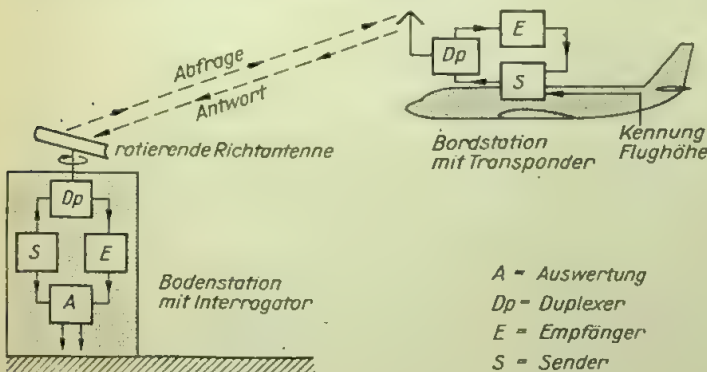 Abfrage
Antwort
rotierende Richtantenne
Dp
S
E
A
Bodenstation
mit Interrogator
Dp
E
S
Bordstation
mit Transponder
Kennung
Flughöhe
A = Auswertung
Dp = Duplexer
E = Empfänger
S = Sender